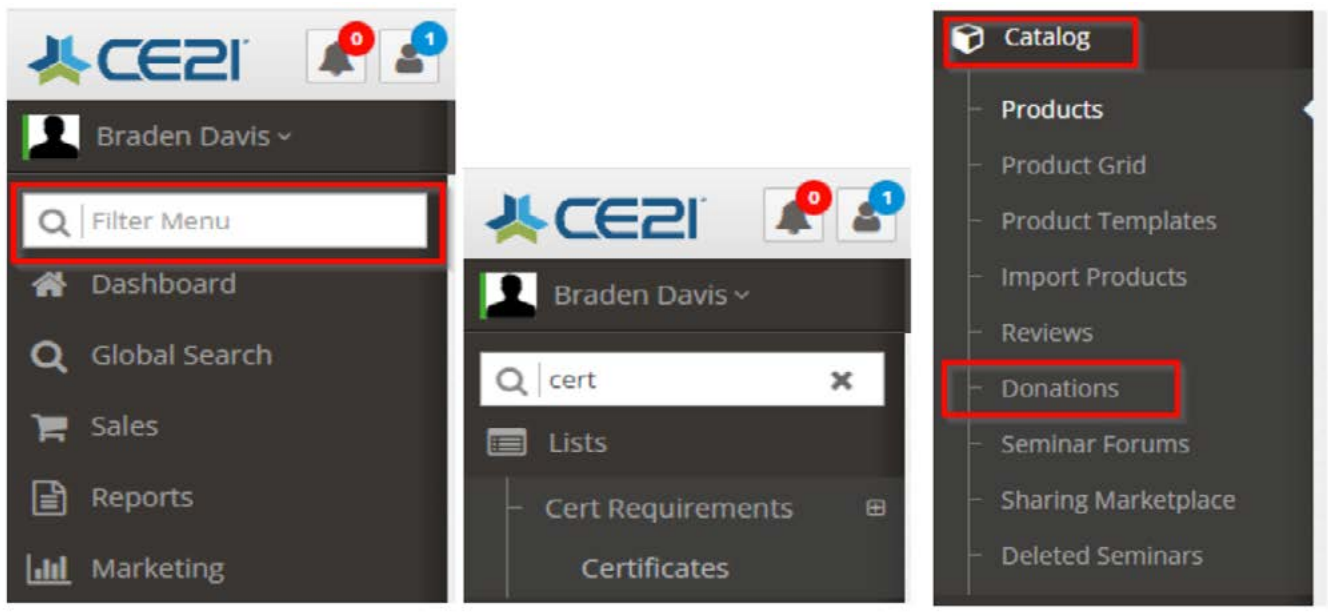 CE21
0
1
Braden Davis
Filter Menu
Dashboard
Global Search
Sales
Reports
Marketing
CE21
0
1
Braden Davis
cert
Lists
Cert Requirements
Certificates
Catalog
Products
Product Grid
Product Templates
Import Products
Reviews
Donations
Seminar Forums
Sharing Marketplace
Deleted Seminars